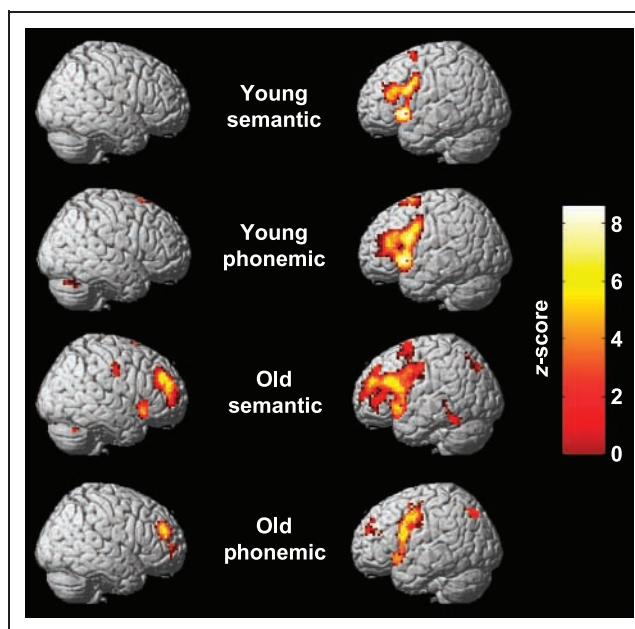 Young
semantic
Young
phonemic
Old
semantic
Old
phonemic
z-score
8
6
4
2
0